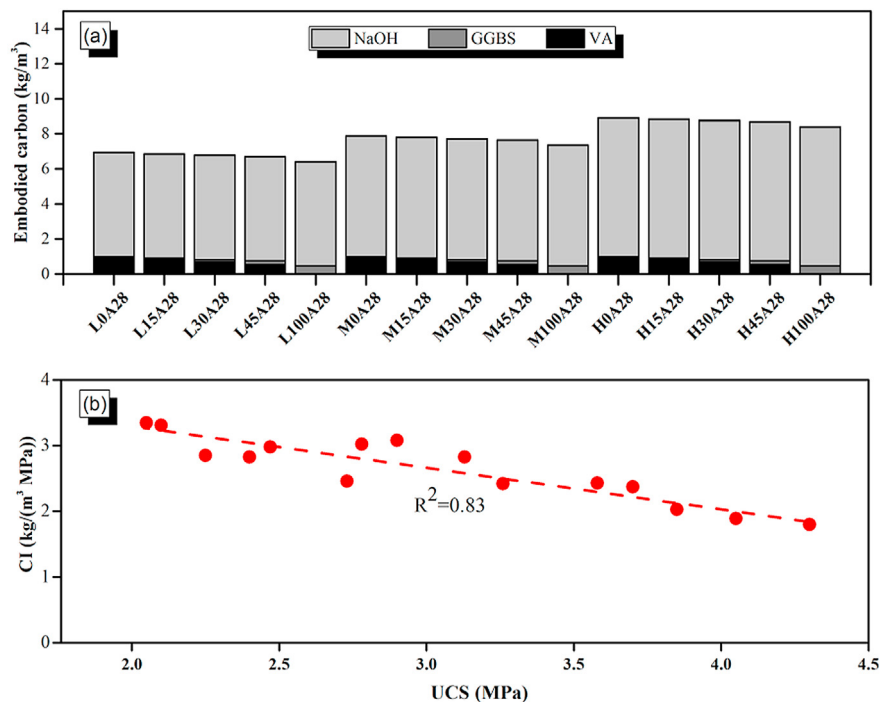 (a)
NaOH GGBS VA
Embodied carbon (kg/m³)
14
12
10
8
6
4
2
0
L0A28 L15A28 L30A28 L45A28 L100A28 M0A28 M15A28 M30A28 M45A28 M100A28 H0A28 H15A28 H30A28 H45A28 H100A28
(b)
CI (kg/(m³ MPa))
4
3
2
1
0
R²=0.83
2.0 2.5 3.0 3.5 4.0 4.5
UCS (MPa)